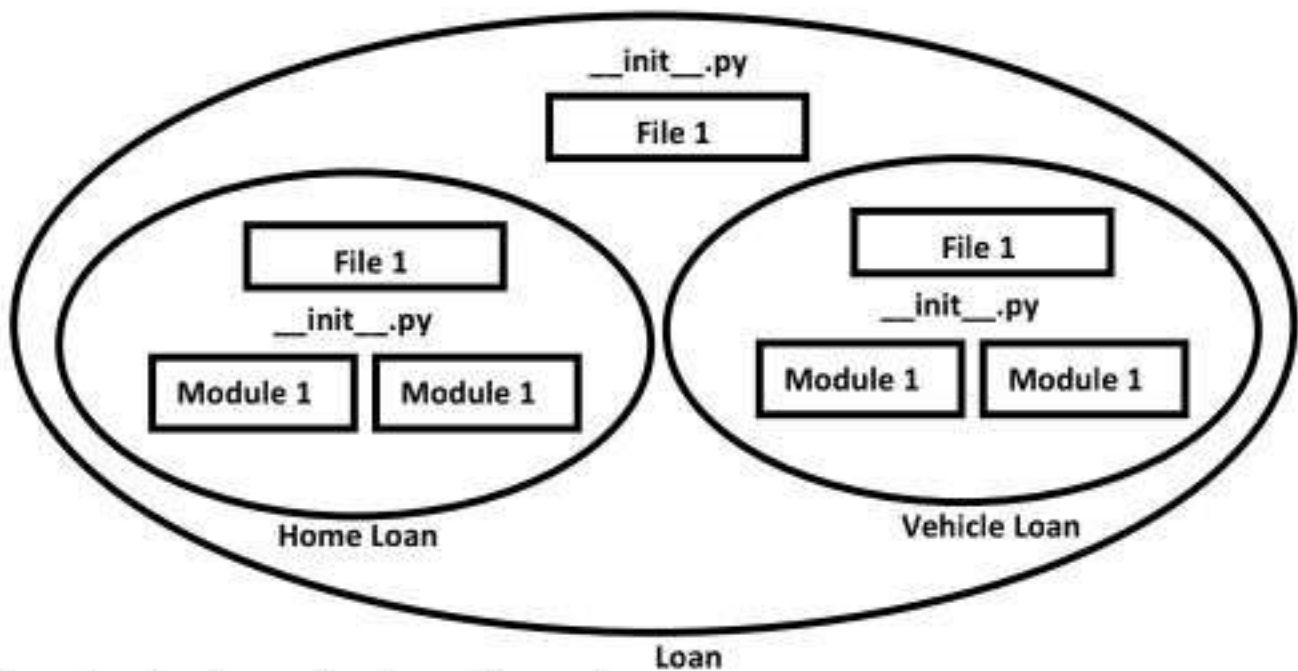 __init__.py
File 1
File 1
__init__.py
Module 1
Module 1
Home Loan
File 1
__init__.py
Module 1
Module 1
Vehicle Loan
Loan